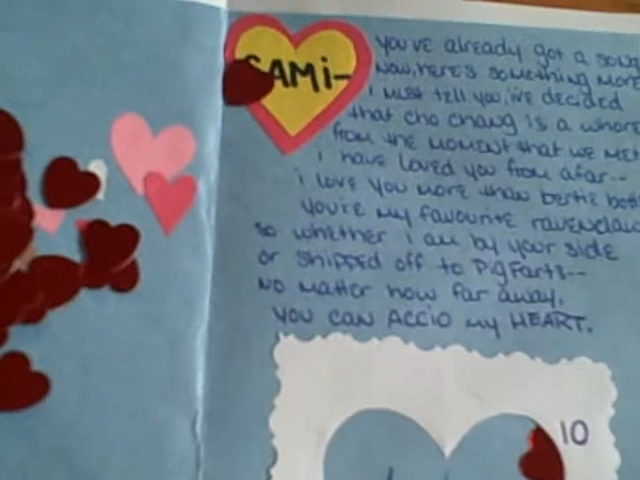 SAMi-
you've already got a song
now, here's something more
i must tell you, i've decided
that cho chang is a whore
from the moment that we met
i have loved you from afar--
i love you more than bertie bott
you're my favourite ravenclaw
so whether i am by your side
or shipped off to Pigfarts--
no matter how far away,
you can ACCIO my HEART.
10